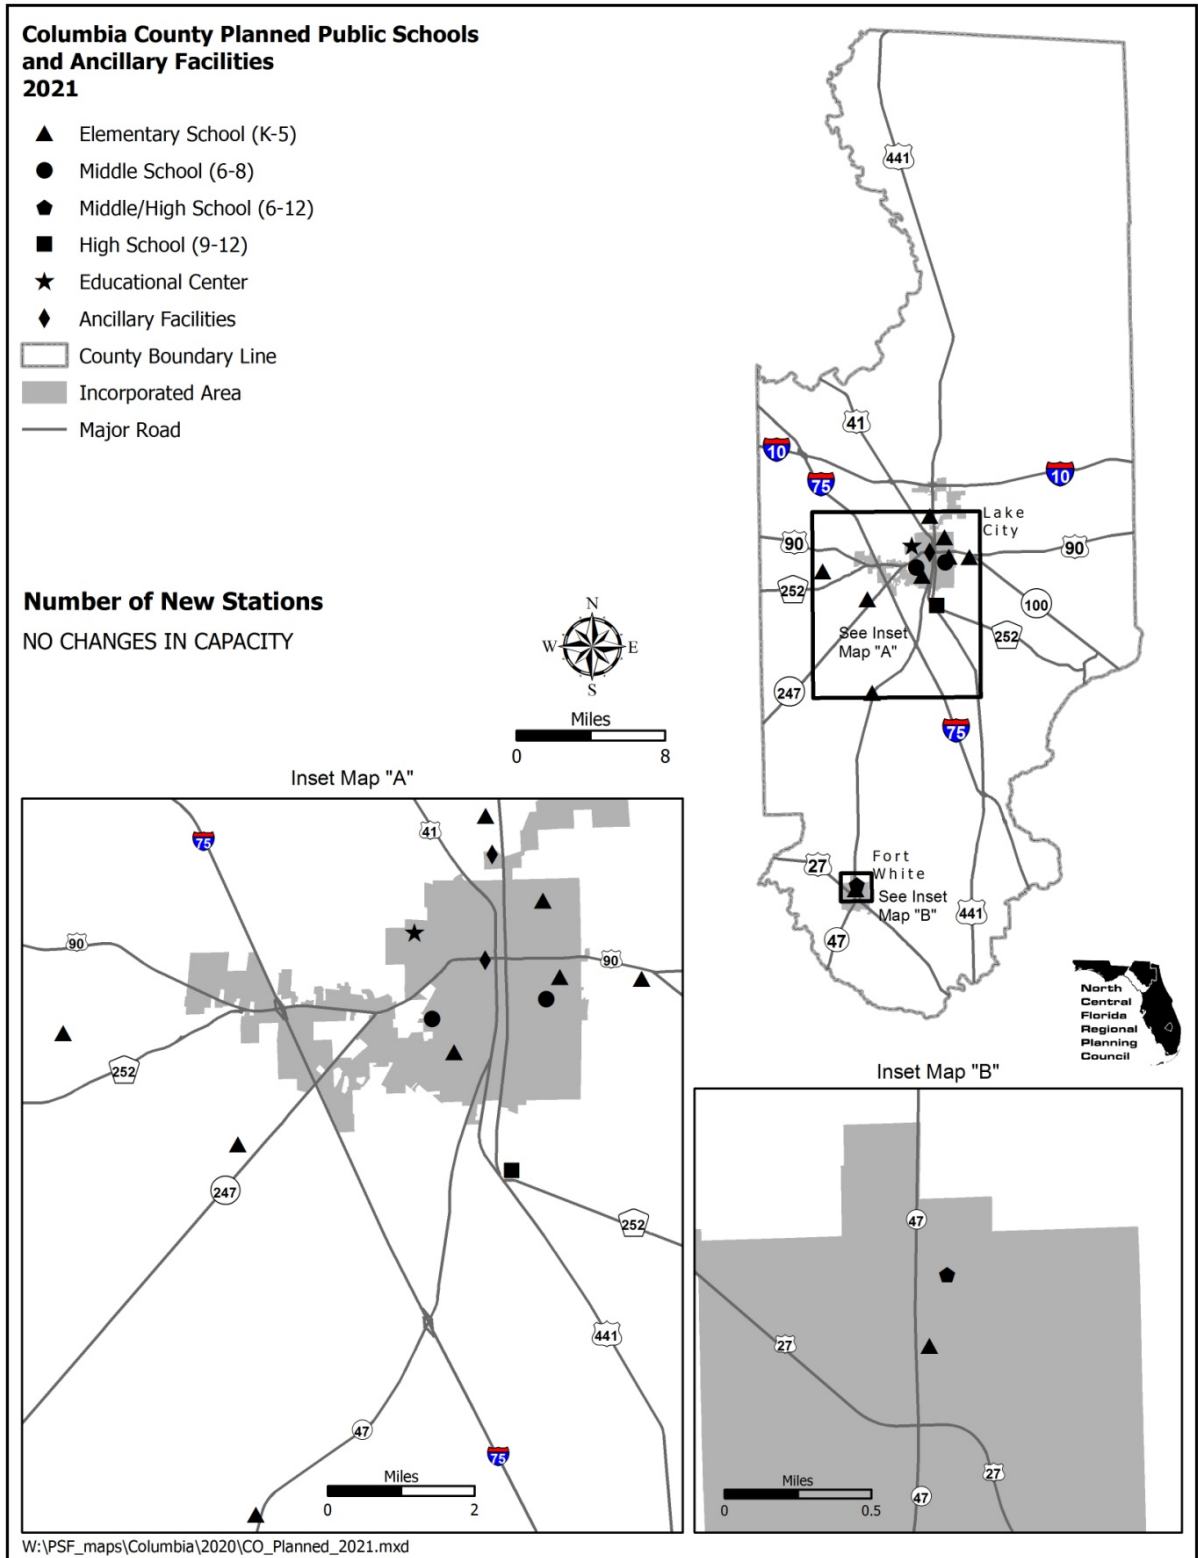 Columbia County Planned Public Schools
and Ancillary Facilities
2021
Elementary School (K-5)
Middle School (6-8)
Middle/High School (6-12)
High School (9-12)
Educational Center
Ancillary Facilities
County Boundary Line
Incorporated Area
Major Road
Number of New Stations
NO CHANGES IN CAPACITY
N
W E
S
Miles
0 8
441
41
10
75
10
Lake
City
90
90
252
100
252
See Inset
Map "A"
247
75
27
Fort
White
See Inset
Map "B"
47
441
North
Central
Florida
Regional
Planning
Council
Inset Map "A"
75
41
90
90
252
247
252
441
47
75
Miles
0 2
Inset Map "B"
47
27
27
47
Miles
0 0.5
W:\PSF_maps\Columbia\2020\CO_Planned_2021.mxd